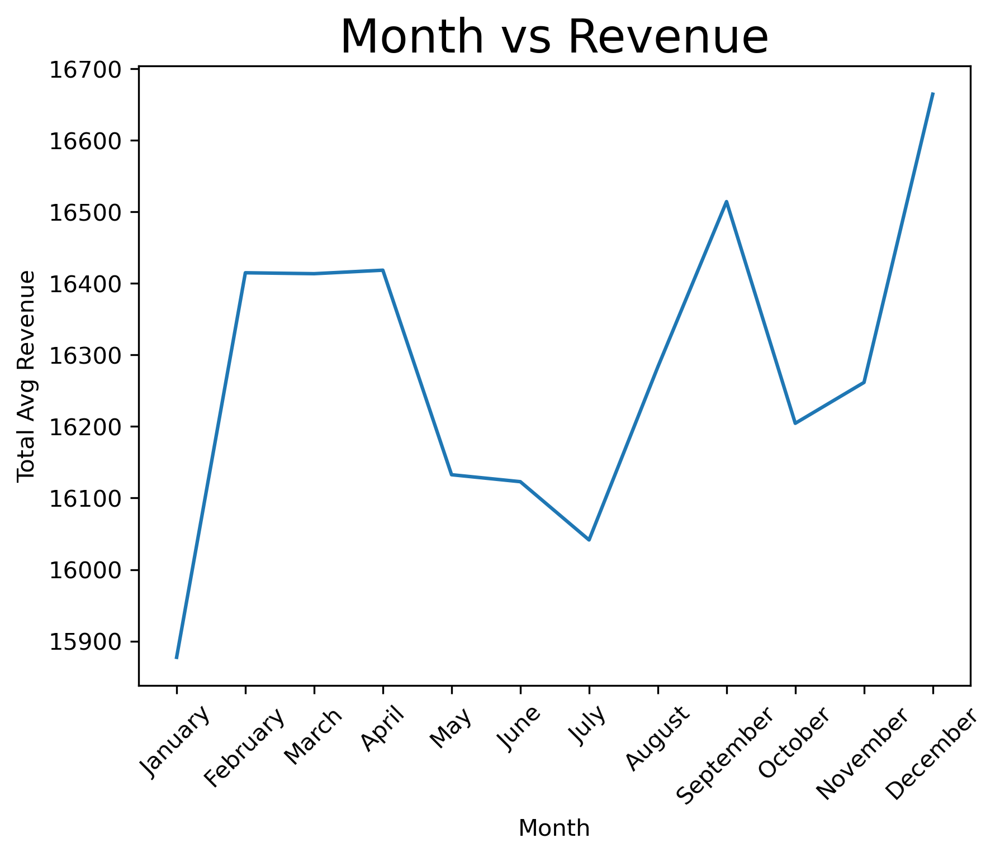 Month vs Revenue
16700
16600
16500
16400
16300
16200
16100
16000
15900
Total Avg Revenue
January
February
March
April
May
June
July
August
September
October
November
December
Month